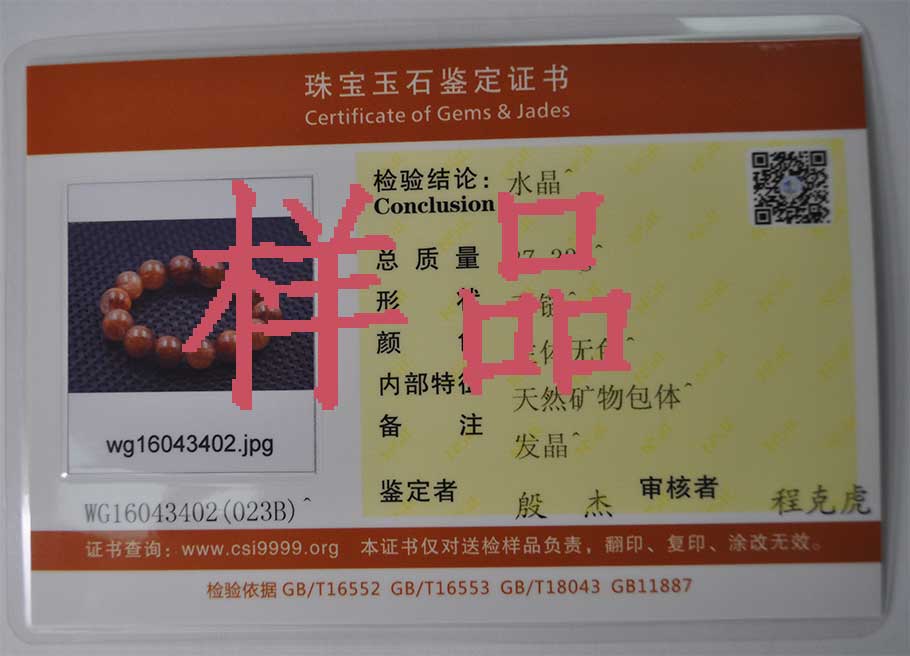 珠宝玉石鉴定证书
Certificate of Gems & Jades
检验结论：水晶^
Conclusion
总质量
形
颜
内部特征 天然矿物包体^
备注 发晶^
鉴定者 殷杰 审核者 程克虎
样品
wg16043402.jpg
WG16043402(023B)^
证书查询：www.csi9999.org 本证书仅对送检样品负责，翻印、复印、涂改无效。
检验依据 GB/T16552 GB/T16553 GB/T18043 GB11887